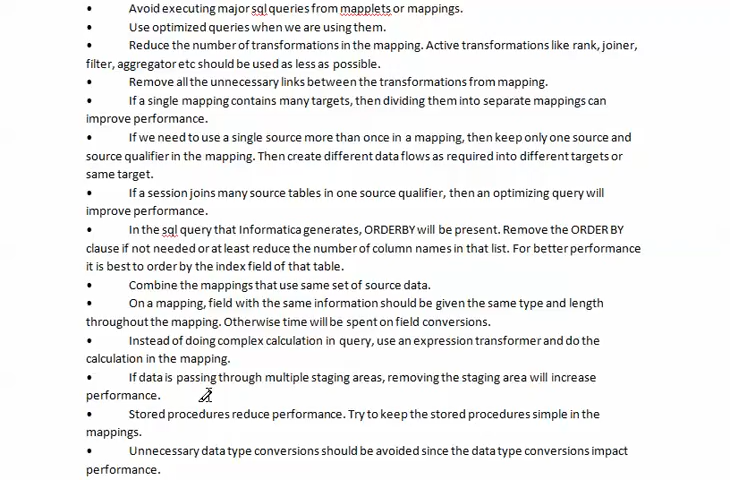 • Avoid executing major sql queries from mapplets or mappings.
• Use optimized queries when we are using them.
• Reduce the number of transformations in the mapping. Active transformations like rank, joiner,
filter, aggregator etc should be used as less as possible.
• Remove all the unnecessary links between the transformations from mapping.
• If a single mapping contains many targets, then dividing them into separate mappings can
improve performance.
• If we need to use a single source more than once in a mapping, then keep only one source and
source qualifier in the mapping. Then create different data flows as required into different targets or
same target.
• If a session joins many source tables in one source qualifier, then an optimizing query will
improve performance.
• In the sql query that Informatica generates, ORDERBY will be present. Remove the ORDER BY
clause if not needed or at least reduce the number of column names in that list. For better performance
it is best to order by the index field of that table.
• Combine the mappings that use same set of source data.
• On a mapping, field with the same information should be given the same type and length
throughout the mapping. Otherwise time will be spent on field conversions.
• Instead of doing complex calculation in query, use an expression transformer and do the
calculation in the mapping.
• If data is passing through multiple staging areas, removing the staging area will increase
performance.
• Stored procedures reduce performance. Try to keep the stored procedures simple in the
mappings.
• Unnecessary data type conversions should be avoided since the data type conversions impact
performance.